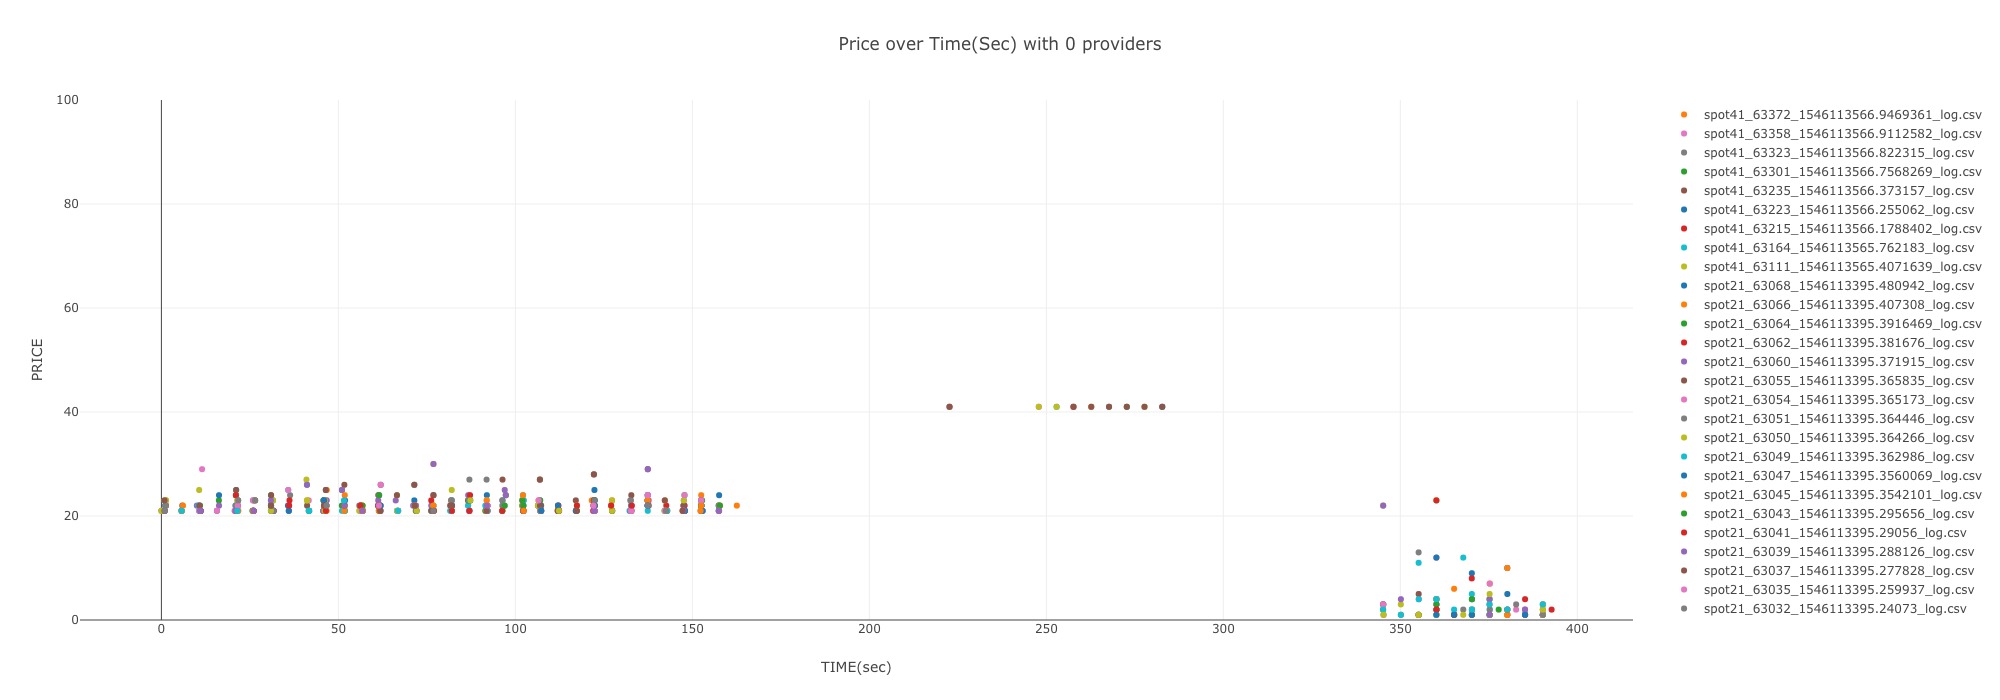 Price over Time(Sec) with 0 providers
PRICE
100
80
60
40
20
0
0 50 100 150 200 250 300 350 400
TIME(sec)
spot41_63372_1546113566.9469361_log.csv
spot41_63358_1546113566.9112582_log.csv
spot41_63323_1546113566.822315_log.csv
spot41_63301_1546113566.7568269_log.csv
spot41_63235_1546113566.373157_log.csv
spot41_63223_1546113566.255062_log.csv
spot41_63215_1546113566.1788402_log.csv
spot41_63164_1546113565.762183_log.csv
spot41_63111_1546113565.4071639_log.csv
spot21_63068_1546113395.480942_log.csv
spot21_63066_1546113395.407308_log.csv
spot21_63064_1546113395.3916469_log.csv
spot21_63062_1546113395.381676_log.csv
spot21_63060_1546113395.371915_log.csv
spot21_63055_1546113395.365835_log.csv
spot21_63054_1546113395.365173_log.csv
spot21_63051_1546113395.364446_log.csv
spot21_63050_1546113395.364266_log.csv
spot21_63049_1546113395.362986_log.csv
spot21_63047_1546113395.3560069_log.csv
spot21_63045_1546113395.3542101_log.csv
spot21_63043_1546113395.295656_log.csv
spot21_63041_1546113395.29056_log.csv
spot21_63039_1546113395.288126_log.csv
spot21_63037_1546113395.277828_log.csv
spot21_63035_1546113395.259937_log.csv
spot21_63032_1546113395.24073_log.csv